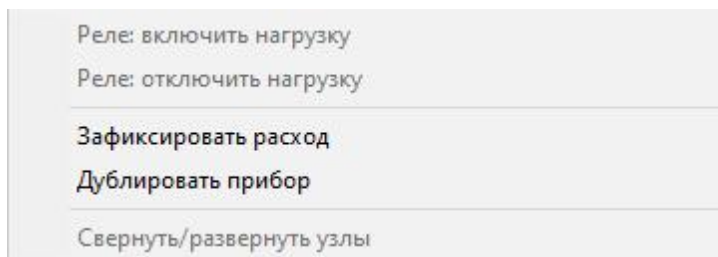 Реле: включить нагрузку
Реле: отключить нагрузку
Зафиксировать расход
Дублировать прибор
Свернуть/развернуть узлы